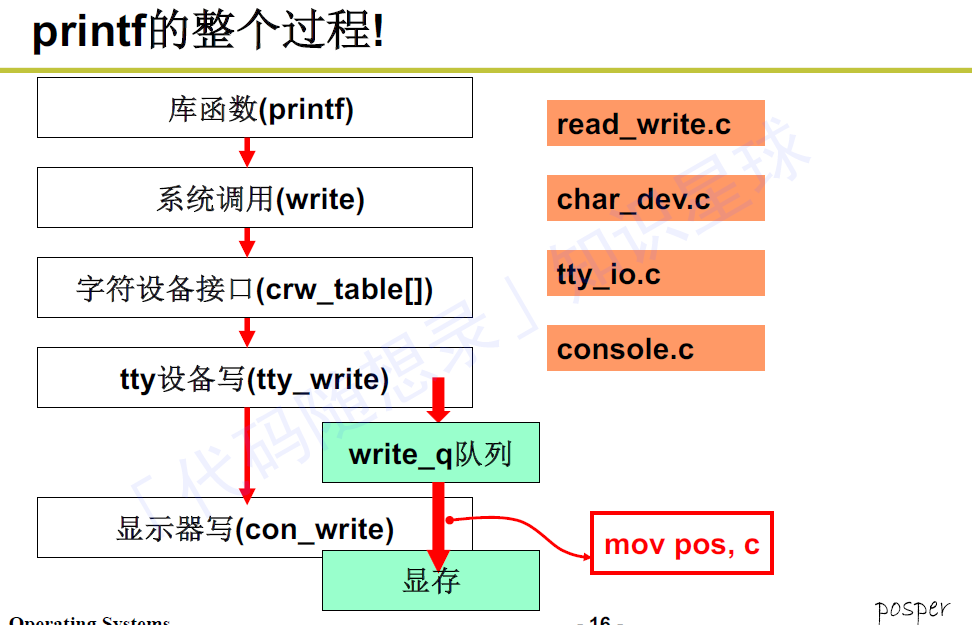 printf的整个过程!
库函数(printf)
系统调用(write)
字符设备接口(crw_table[])
tty设备写(tty_write)
write_q队列
显示器写(con_write)
显存
read_write.c
char_dev.c
tty_io.c
console.c
mov pos, c
「代码随想录」知识星球
Operating Systems
- 16 -
posper